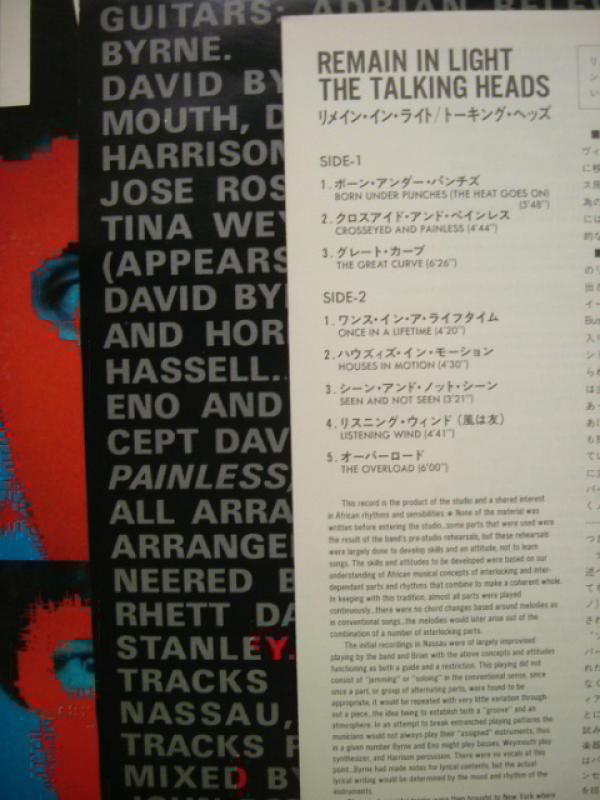 GUITARS: ADRIAN BELEW
BYRNE.
DAVID BY
MOUTH, D
HARRISON
JOSE ROS
TINA WEY
(APPEARS
DAVID BY
AND HOR
HASSELL..
ENO AND
CEPT DAV
PAINLESS,
ALL ARRA
ARRANGE
NEERED B
RHETT DA
STANLEY.
TRACKS
NASSAU,
TRACKS
MIXED BY
REMAIN IN LIGHT
THE TALKING HEADS
リメイン・イン・ライト/トーキング・ヘッズ
SIDE-1
1. ボーン・アンダー・パンチズ
BORN UNDER PUNCHES (THE HEAT GOES ON)
(5'48")
2. クロスアイド・アンド・ペインレス
CROSSEYED AND PAINLESS (4'44")
3. グレート・カーブ
THE GREAT CURVE (6'26")
SIDE-2
1. ワンス・イン・ア・ライフタイム
ONCE IN A LIFETIME (4'20")
2. ハウズィズ・イン・モーション
HOUSES IN MOTION (4'30")
3. シーン・アンド・ノット・シーン
SEEN AND NOT SEEN (3'21")
4. リスニング・ウィンド (風は友)
LISTENING WIND (4'41")
5. オーバーロード
THE OVERLOAD (6'00")
This record is the product of the studio and a shared interest
in African rhythms and sensibilities. None of the material was
written before entering the studio..some parts that were used were
the result of the band's pre-studio rehearsals, but these rehearsals
were largely done to develop skills and an attitude, not to learn
songs. The skills and attitudes to be developed were based on our
understanding of African musical concepts of interlocking and inter-
dependent parts and rhythms that combine to make a coherent whole.
In keeping with this tradition, almost all parts were played
continuously..there were no chord changes based around melodies as
in conventional songs..the melodies would later arise out of the
combination of a number of interlocking parts.
The initial recordings in Nassau were of largely improvised
playing by the band and Brian with the above concepts and attitudes
functioning as both a guide and a restriction. This playing did not
consist of "jamming" or "soloing" in the conventional sense, since
once a part, or group of alternating parts, were found to be
appropriate, it would be repeated with very little variation through-
out a piece..the idea being to establish both a "groove" and an
atmosphere. In an attempt to break entrenched playing patterns the
musicians would not always play their "assigned" instruments; thus
in a given number Byrne and Eno might play basses, Weymouth play
synthesizer, and Harrison percussion. There were no vocals at this
point..Byrne had made notes for lyrical content, but the actual
lyrical writing would be determined by the mood and rhythm of the
instruments.